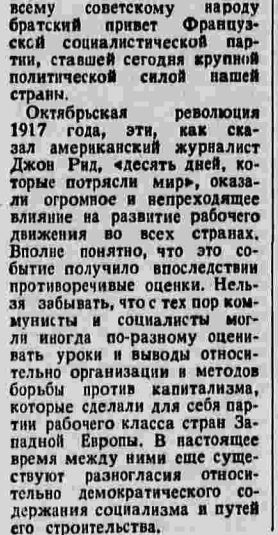 всему советскому народу
братский привет Француз-
ской социалистической пар-
тии, ставшей сегодня крупной
политической силой нашей
страны.
Октябрьская революция
1917 года, эти, как ска-
зал американский журналист
Джон Рид, «десять дней, ко-
торые потрясли мир», оказа-
ли огромное и непреходящее
влияние на развитие рабочего
движения во всех странах.
Вполне понятно, что это со-
бытие получило впоследствии
противоречивые оценки. Нель-
зя забывать, что с тех пор ком-
мунисты и социалисты мог-
ли иногда по-разному оцени-
вать уроки и выводы относи-
тельно организации и методов
борьбы против капитализма,
которые сделали для себя пар-
тии рабочего класса стран За-
падной Европы. В настоящее
время между ними еще суще-
ствуют разногласия относи-
тельно демократического со-
держания социализма и путей
его строительства.